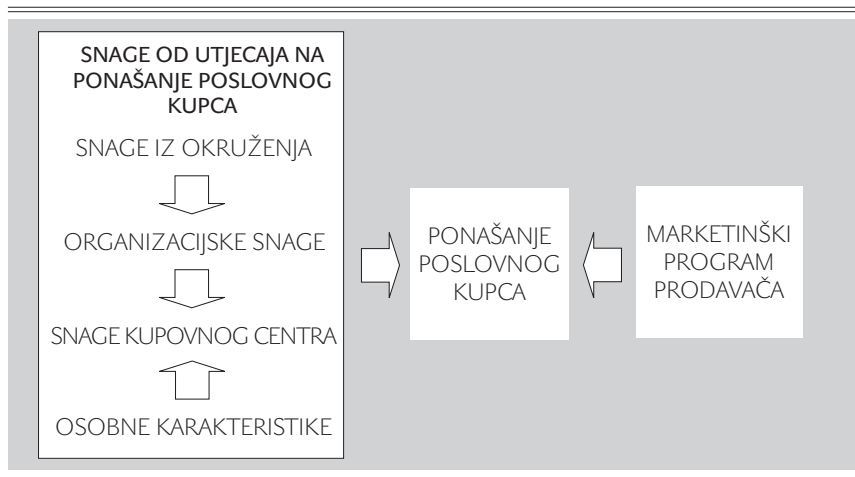 SNAGE OD UTJECAJA NA
PONAŠANJE POSLOVNOG
KUPCA
SNAGE IZ OKRUŽENJA
ORGANIZACIJSKE SNAGE
SNAGE KUPOVNOG CENTRA
OSOBNE KARAKTERISTIKE
PONAŠANJE
POSLOVNOG
KUPCA
MARKETINŠKI
PROGRAM
PRODAVAČA